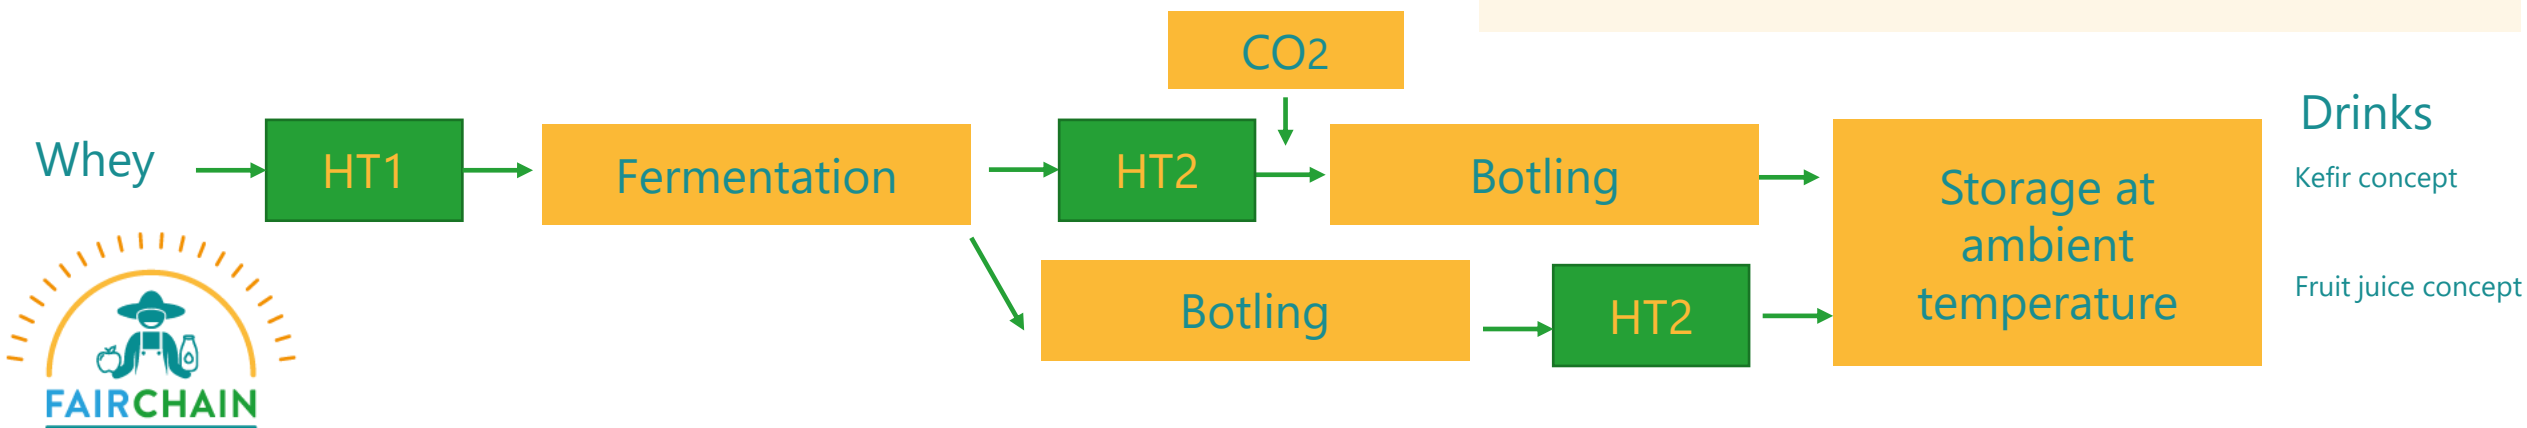 CO2
Whey
HT1
Fermentation
HT2
Botling
Storage at
ambient
temperature
Drinks
Kefir concept
Fruit juice concept
Botling
HT2
FAIRCHAIN